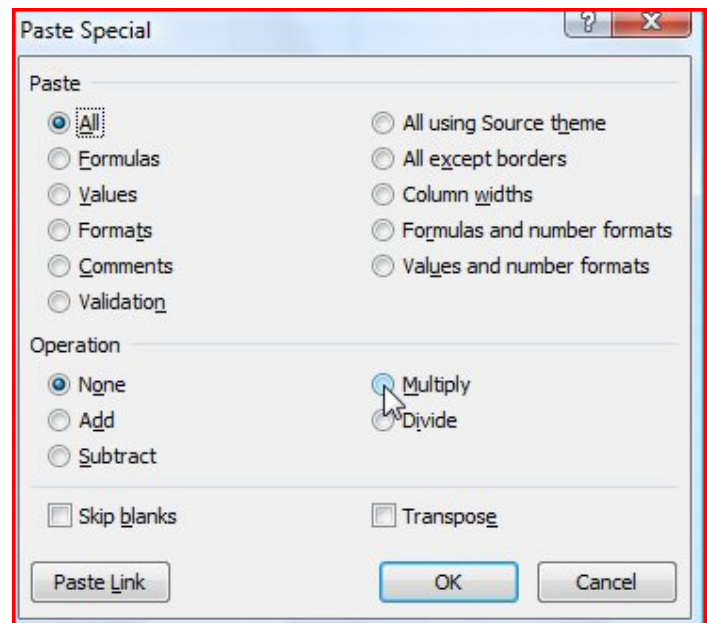 Paste Special
?
X
Paste
All
All using Source theme
Formulas
All except borders
Values
Column widths
Formats
Formulas and number formats
Comments
Values and number formats
Validation
Operation
None
Multiply
Add
Divide
Subtract
Skip blanks
Transpose
Paste Link
OK
Cancel